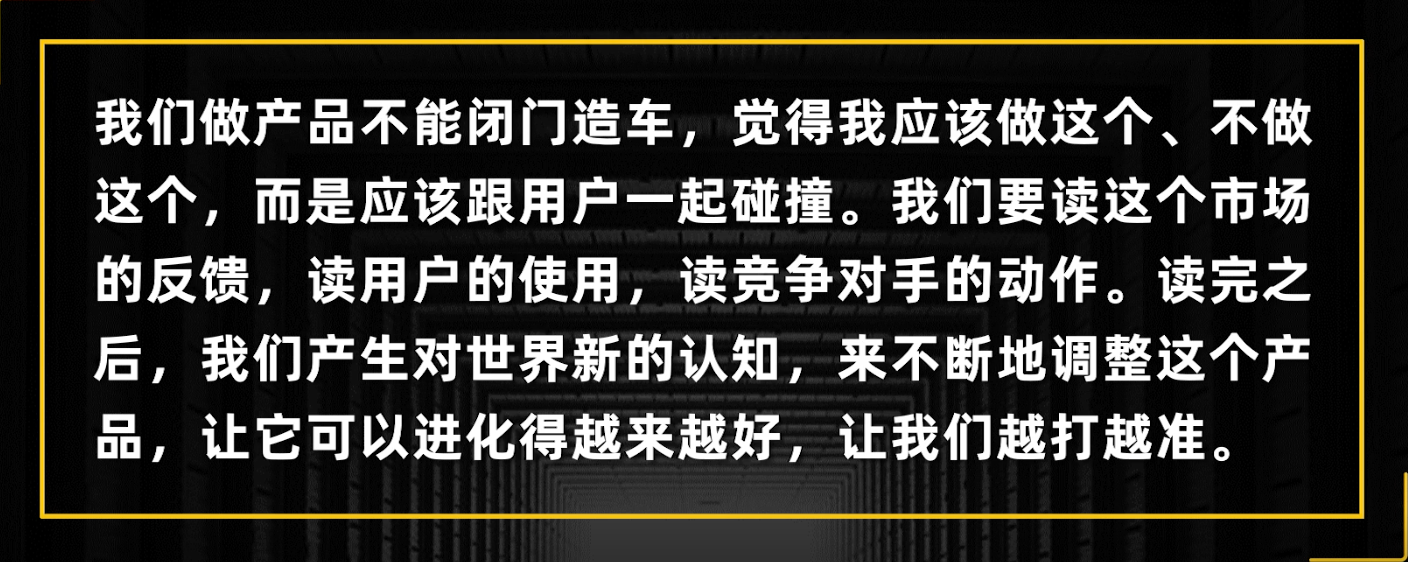 我们做产品不能闭门造车，觉得我应该做这个、不做
这个，而是应该跟用户一起碰撞。我们要读这个市场
的反馈，读用户的使用，读竞争对手的动作。读完之
后，我们产生对世界新的认知，来不断地调整这个产
品，让它可以进化得越来越好，让我们越打越准。